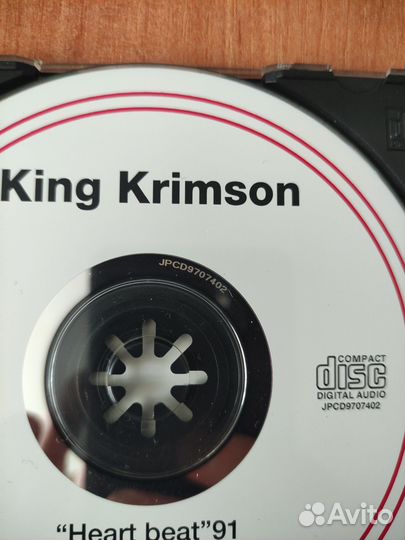 King Krimson
JPCD9707402
COMPACT
disc
DIGITAL AUDIO
JPCD9707402
“Heart beat”91
Avito